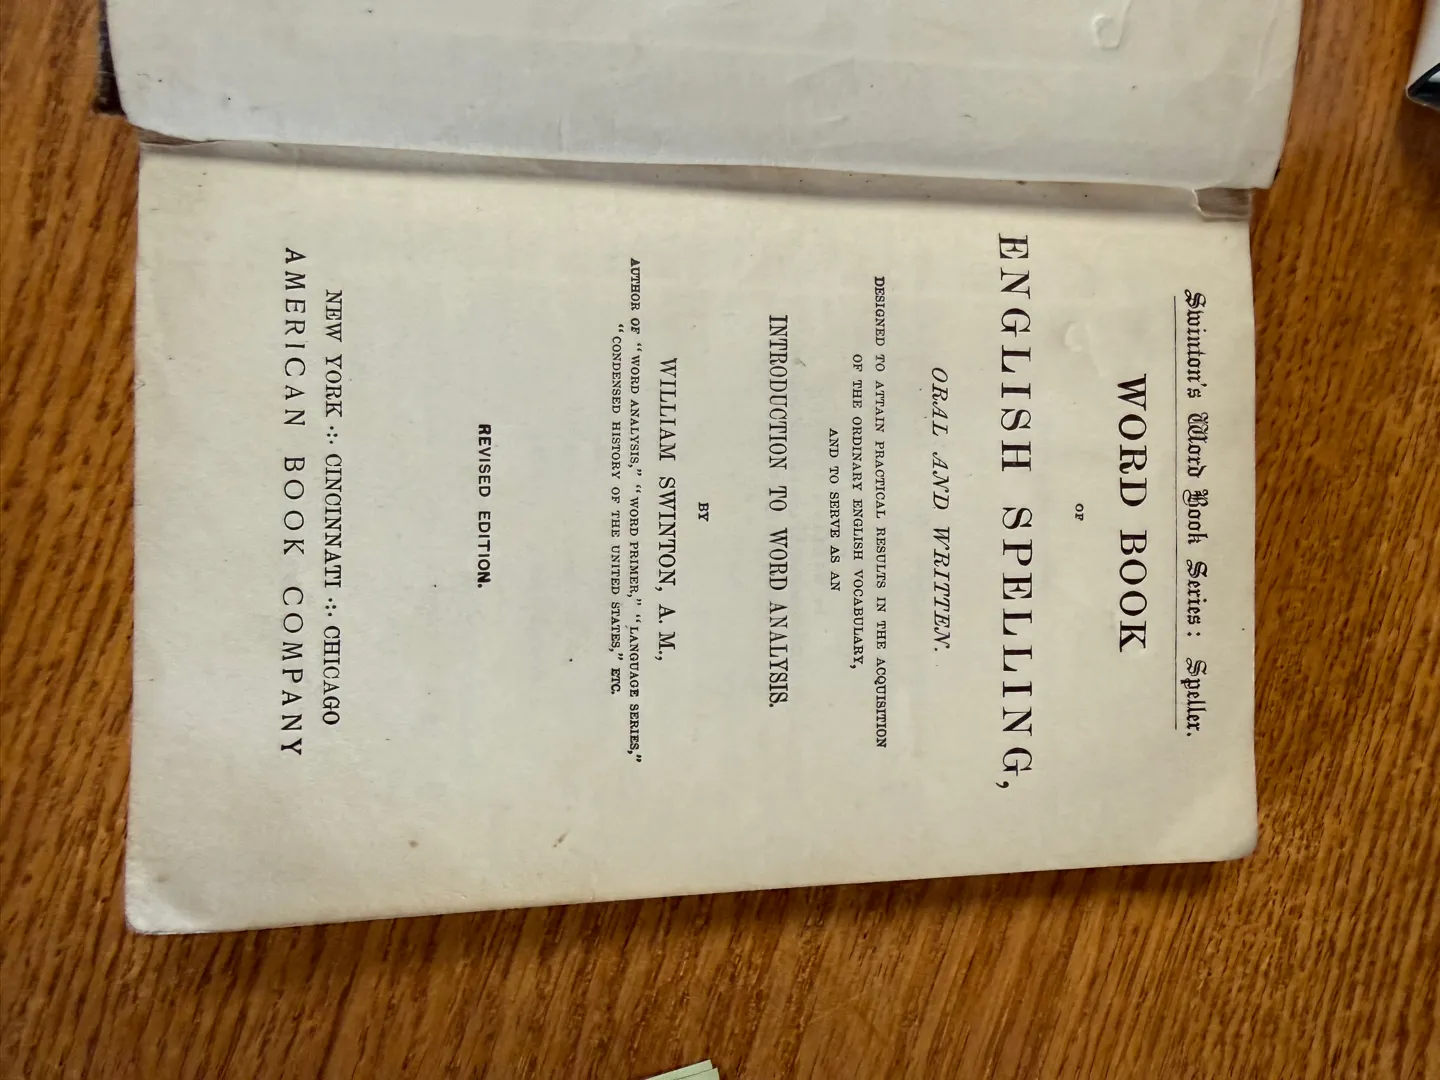 Swinton's Word Book Series: Speller.
WORD BOOK
OF
ENGLISH SPELLING,
ORAL AND WRITTEN.
DESIGNED TO ATTAIN PRACTICAL RESULTS IN THE ACQUISITION
OF THE ORDINARY ENGLISH VOCABULARY,
AND TO SERVE AS AN
INTRODUCTION TO WORD ANALYSIS.
BY
WILLIAM SWINTON, A. M.,
AUTHOR OF "WORD ANALYSIS," "WORD PRIMER," "LANGUAGE SERIES,"
"CONDENSED HISTORY OF THE UNITED STATES," ETC.
REVISED EDITION.
NEW YORK ·:· CINCINNATI ·:· CHICAGO
AMERICAN BOOK COMPANY